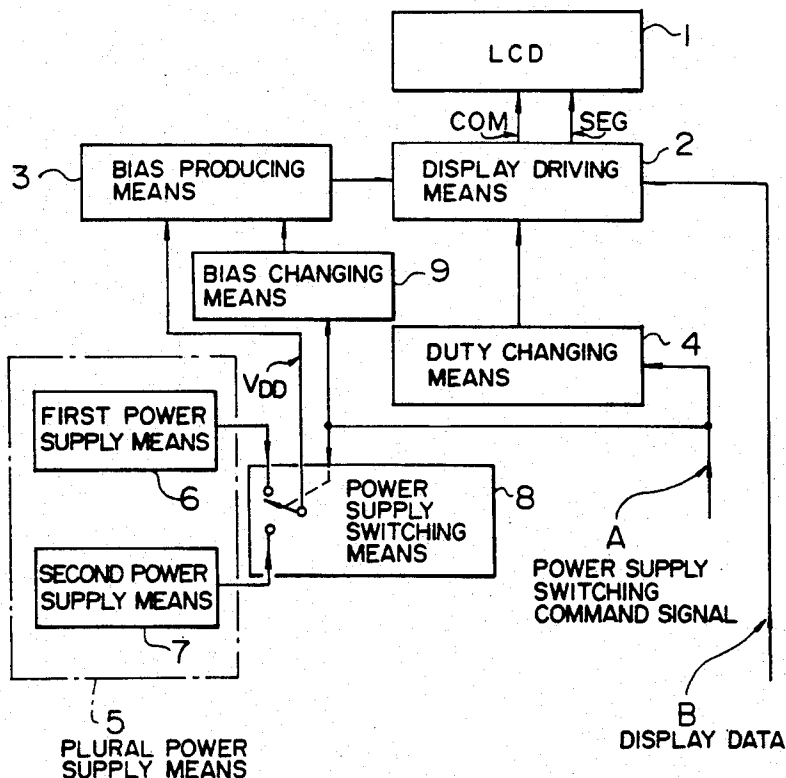 LCD
1
COM
SEG
BIAS PRODUCING
MEANS
3
DISPLAY DRIVING
MEANS
2
BIAS CHANGING
MEANS
9
VDD
DUTY CHANGING
MEANS
4
FIRST POWER
SUPPLY MEANS
6
POWER
SUPPLY
SWITCHING
MEANS
8
SECOND POWER
SUPPLY MEANS
7
A
POWER SUPPLY
SWITCHING
COMMAND SIGNAL
5
PLURAL POWER
SUPPLY MEANS
B
DISPLAY DATA